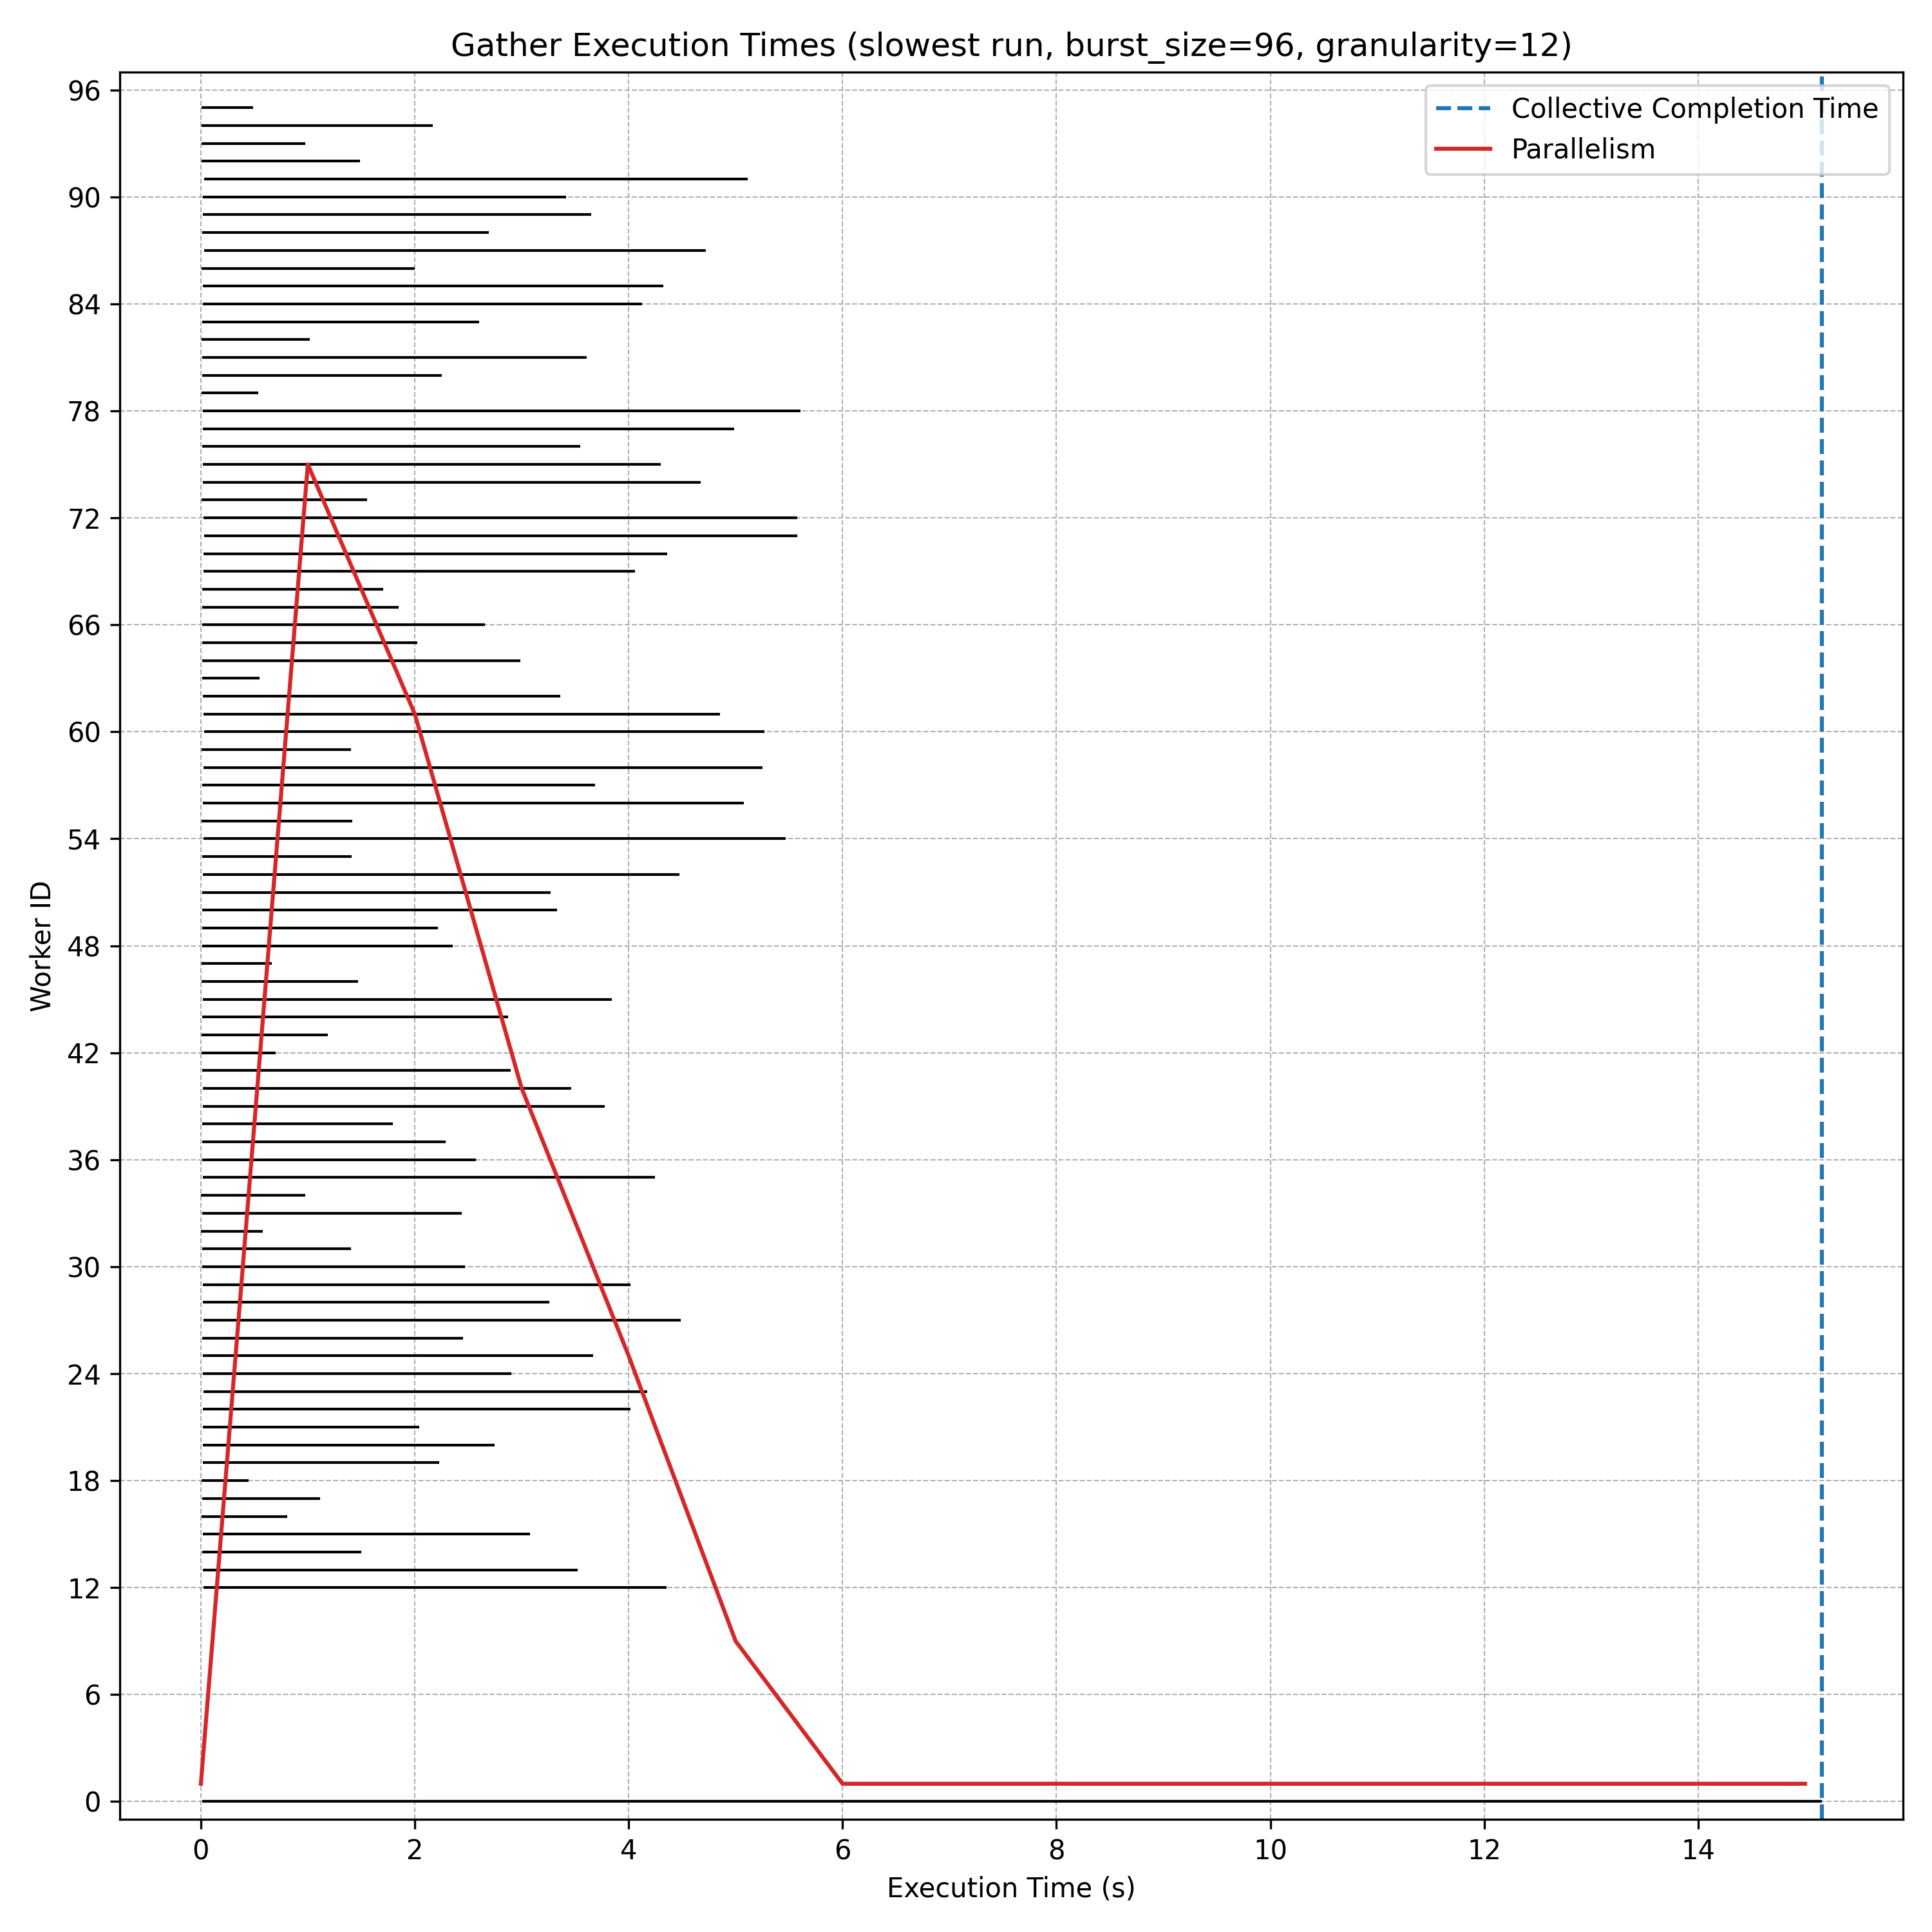 Gather Execution Times (slowest run, burst_size=96, granularity=12)
Collective Completion Time
Parallelism
96
90
84
78
72
66
60
54
48
42
36
30
24
18
12
6
0
Worker ID
0 2 4 6 8 10 12 14
Execution Time (s)